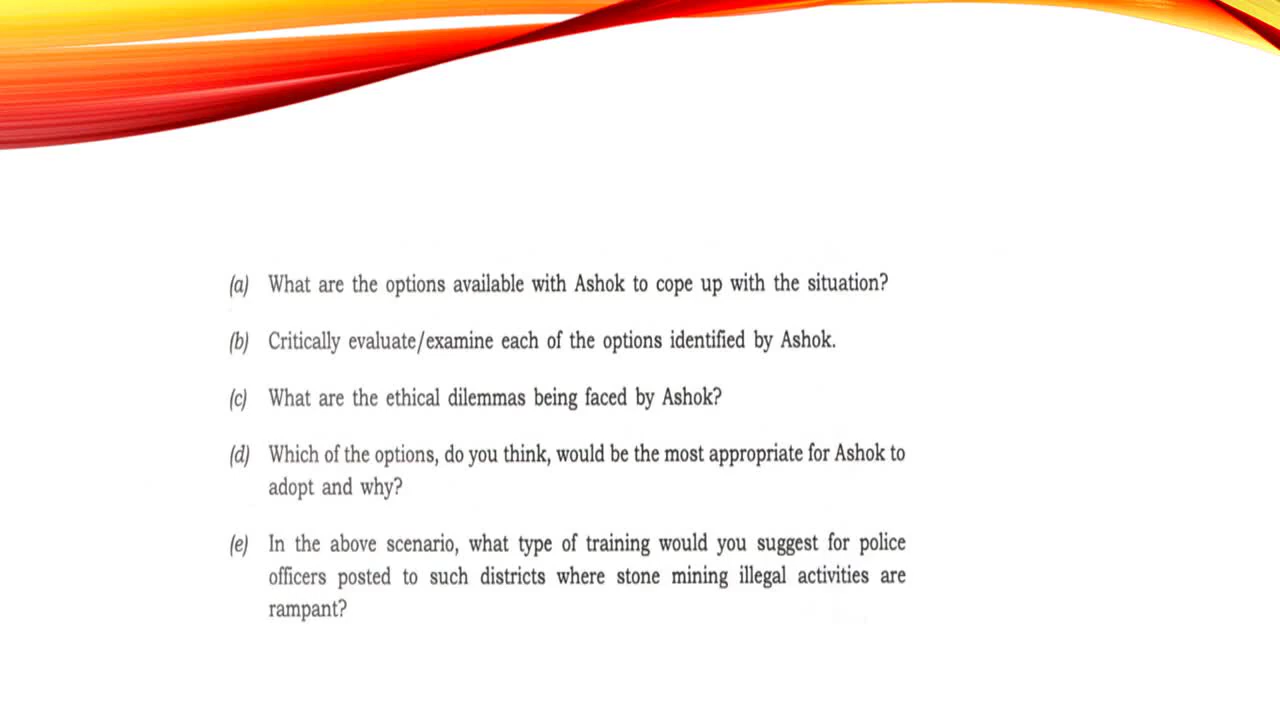 (a) What are the options available with Ashok to cope up with the situation?
(b) Critically evaluate/examine each of the options identified by Ashok.
(c) What are the ethical dilemmas being faced by Ashok?
(d) Which of the options, do you think, would be the most appropriate for Ashok to
adopt and why?
(e) In the above scenario, what type of training would you suggest for police
officers posted to such districts where stone mining illegal activities are
rampant?